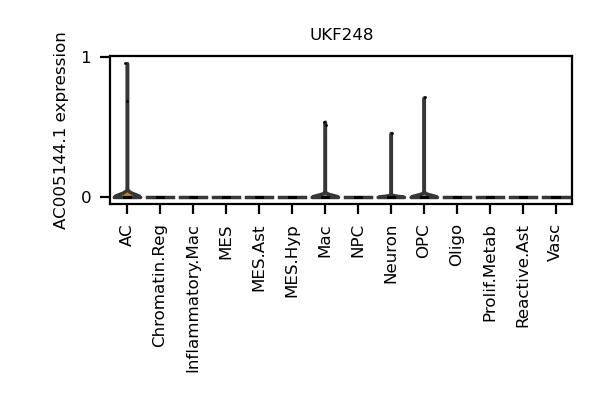 UKF248
AC005144.1 expression
1
0
AC
Chromatin.Reg
Inflammatory.Mac
MES
MES.Ast
MES.Hyp
Mac
NPC
Neuron
OPC
Oligo
Prolif.Metab
Reactive.Ast
Vasc